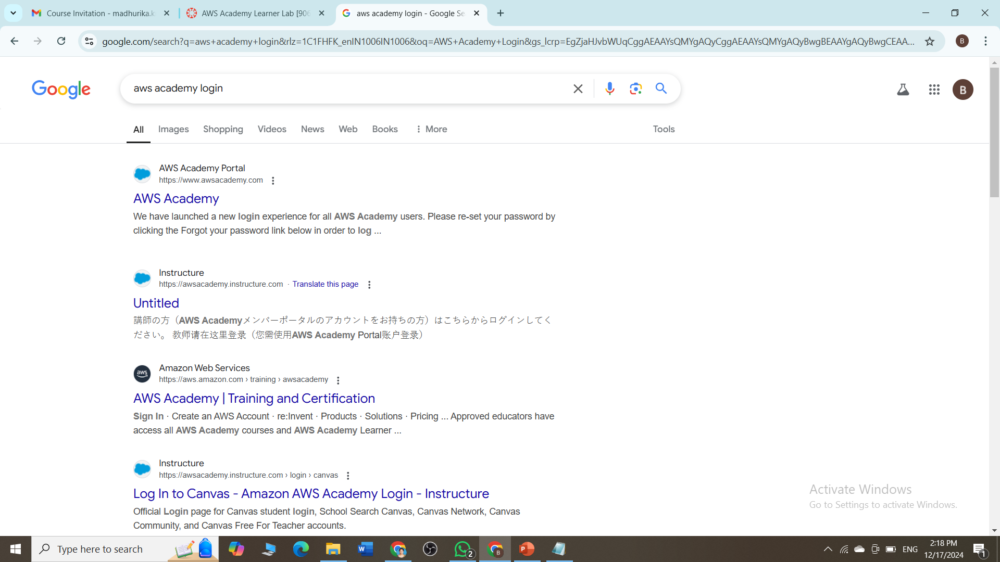 Course Invitation - madhurika.k
AWS Academy Learner Lab [906
aws academy login - Google Se
google.com/search?q=aws+academy+login&rlz=1C1FHFK_enIN1006IN1006&oq=AWS+Academy+Login&gs_lcrp=EgZjaHJvbWUqCggAEAAYsQMYgAQyCggAEAAYsQMYgAQyBwgBEAAYgAQyBwgCEAA...
B
Google
aws academy login
B
All Images Shopping Videos News Web Books More Tools
AWS Academy Portal
https://www.awsacademy.com
AWS Academy
We have launched a new login experience for all AWS Academy users. Please re-set your password by
clicking the Forgot your password link below in order to log ...
Instructure
https://awsacademy.instructure.com · Translate this page
Untitled
講師の方（AWS Academyメンバーポータルのアカウントをお持ちの方）はこちらからログインしてく
ださい。 教师请在这里登录（您需使用AWS Academy Portal账户登录）
aws
Amazon Web Services
https://aws.amazon.com › training › awsacademy
AWS Academy | Training and Certification
Sign In · Create an AWS Account · re:Invent · Products · Solutions · Pricing ... Approved educators have
access all AWS Academy courses and AWS Academy Learner ...
Instructure
https://awsacademy.instructure.com › login › canvas
Log In to Canvas - Amazon AWS Academy Login - Instructure
Official Login page for Canvas student login, School Search Canvas, Canvas Network, Canvas
Community, and Canvas Free For Teacher accounts.
Activate Windows
Go to Settings to activate Windows.
Type here to search
W
2
B
P
ENG
2:18 PM
12/17/2024
1